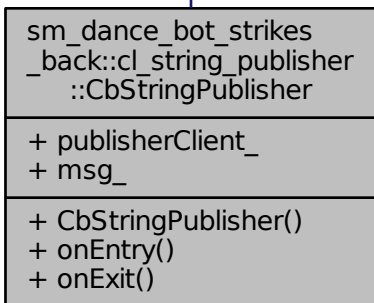 sm_dance_bot_strikes
_back::cl_string_publisher
::CbStringPublisher
+ publisherClient_
+ msg_
+ CbStringPublisher()
+ onEntry()
+ onExit()